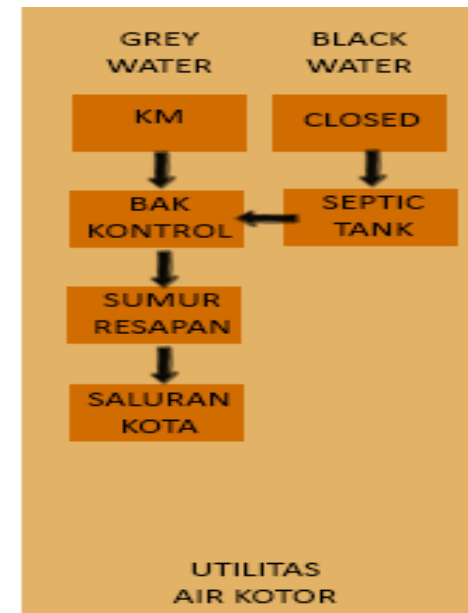 GREY
WATER
BLACK
WATER
KM
CLOSED
BAK
KONTROL
SEPTIC
TANK
SUMUR
RESAPAN
SALURAN
KOTA
UTILITAS
AIR KOTOR